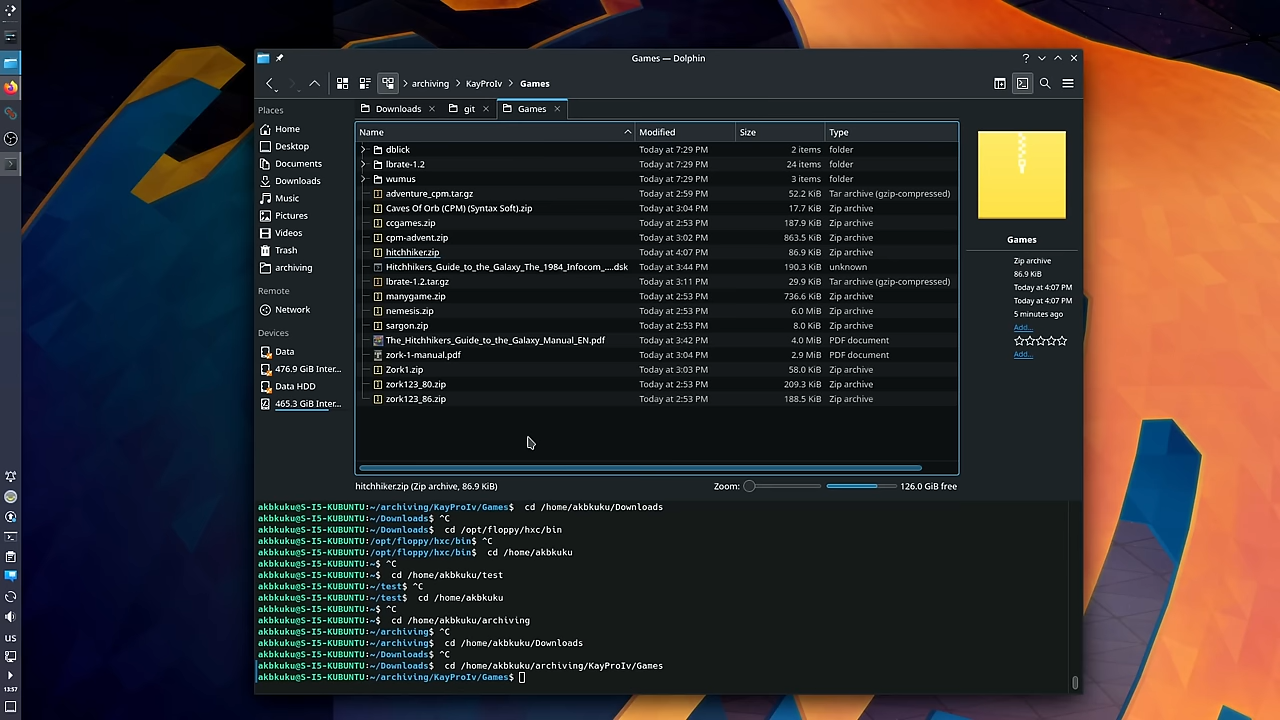 Games — Dolphin
archiving > KayProIv > Games
Places
Home
Desktop
Documents
Downloads
Music
Pictures
Videos
Trash
archiving
Remote
Network
Devices
Data
476.9 GiB Inter...
Data HDD
465.3 GiB Inter...
Downloads git Games
Name Modified Size Type
dblick Today at 7:29 PM 2 items folder
lbrate-1.2 Today at 7:29 PM 24 items folder
wumus Today at 7:29 PM 3 items folder
adventure_cpm.tar.gz Today at 2:59 PM 52.2 KiB Tar archive (gzip-compressed)
Caves Of Orb (CPM) (Syntax Soft).zip Today at 3:04 PM 17.7 KiB Zip archive
ccgames.zip Today at 2:53 PM 187.9 KiB Zip archive
cpm-advent.zip Today at 3:02 PM 863.5 KiB Zip archive
hitchhiker.zip Today at 4:07 PM 86.9 KiB Zip archive
Hitchhikers_Guide_to_the_Galaxy_The_1984_Infocom_....dsk Today at 3:44 PM 190.3 KiB unknown
lbrate-1.2.tar.gz Today at 3:11 PM 29.9 KiB Tar archive (gzip-compressed)
manygame.zip Today at 2:53 PM 736.6 KiB Zip archive
nemesis.zip Today at 2:53 PM 6.0 MiB Zip archive
sargon.zip Today at 2:53 PM 8.0 KiB Zip archive
The_Hitchhikers_Guide_to_the_Galaxy_Manual_EN.pdf Today at 3:42 PM 4.0 MiB PDF document
zork-1-manual.pdf Today at 3:04 PM 2.9 MiB PDF document
Zork1.zip Today at 3:03 PM 58.0 KiB Zip archive
zork123_80.zip Today at 2:53 PM 209.3 KiB Zip archive
zork123_86.zip Today at 2:53 PM 188.5 KiB Zip archive
hitchhiker.zip (Zip archive, 86.9 KiB) Zoom: 126.0 GiB free
Games
Zip archive
86.9 KiB
Today at 4:07 PM
Today at 4:07 PM
5 minutes ago
Add...
Add...
akbkuku@S-I5-KUBUNTU:~/archiving/KayProIv/Games$  cd /home/akbkuku/Downloads
akbkuku@S-I5-KUBUNTU:~/Downloads$ ^C
akbkuku@S-I5-KUBUNTU:~/Downloads$  cd /opt/floppy/hxc/bin
akbkuku@S-I5-KUBUNTU:/opt/floppy/hxc/bin$ ^C
akbkuku@S-I5-KUBUNTU:/opt/floppy/hxc/bin$  cd /home/akbkuku
akbkuku@S-I5-KUBUNTU:~$ ^C
akbkuku@S-I5-KUBUNTU:~$  cd /home/akbkuku/test
akbkuku@S-I5-KUBUNTU:~/test$ ^C
akbkuku@S-I5-KUBUNTU:~/test$  cd /home/akbkuku
akbkuku@S-I5-KUBUNTU:~$ ^C
akbkuku@S-I5-KUBUNTU:~$  cd /home/akbkuku/archiving
akbkuku@S-I5-KUBUNTU:~/archiving$ ^C
akbkuku@S-I5-KUBUNTU:~/archiving$  cd /home/akbkuku/Downloads
akbkuku@S-I5-KUBUNTU:~/Downloads$ ^C
akbkuku@S-I5-KUBUNTU:~/Downloads$  cd /home/akbkuku/archiving/KayProIv/Games
akbkuku@S-I5-KUBUNTU:~/archiving/KayProIv/Games$
US
13:57